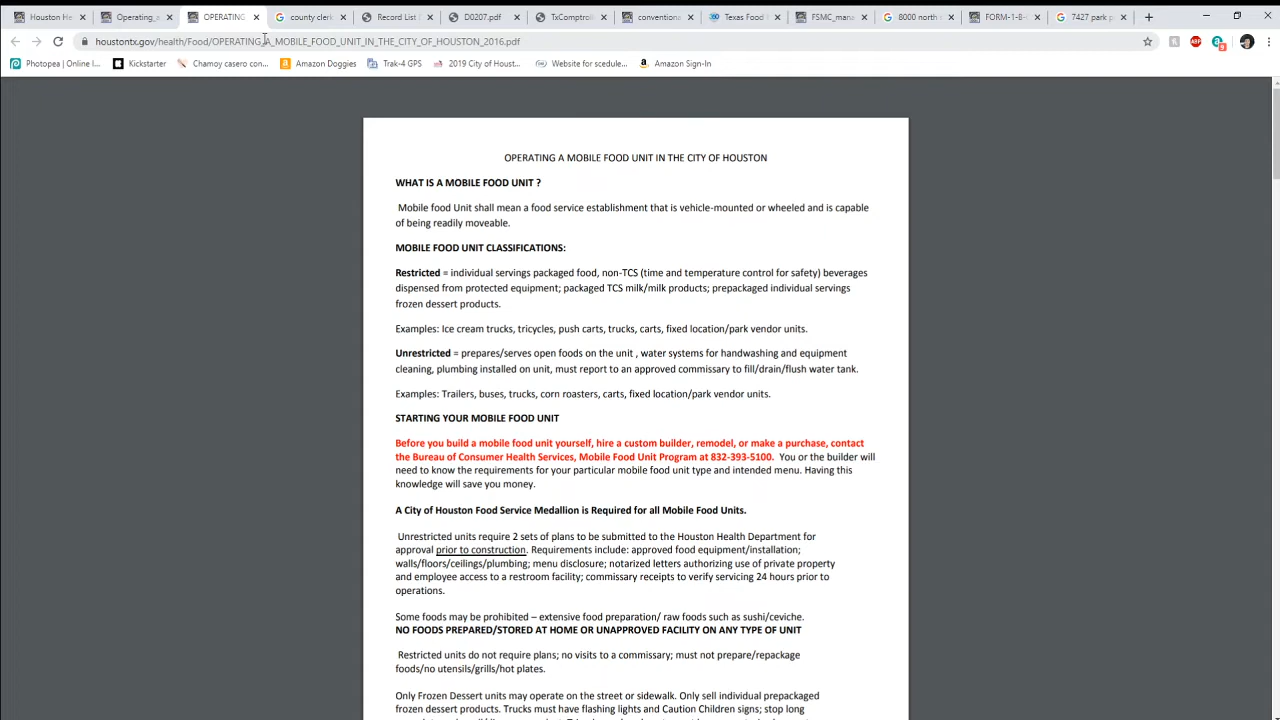 Houston He
Operating_a
OPERATING
county clerk
Record List
D0207.pdf
TxComptroll
conventiona
Texas Food
FSMC_mana
8000 north
FORM-1-8-
7427 park p
houstontx.gov/health/Food/OPERATING_A_MOBILE_FOOD_UNIT_IN_THE_CITY_OF_HOUSTON_2016.pdf
Photopea | Online I... Kickstarter Chamoy casero con... Amazon Doggies Trak-4 GPS 2019 City of Houst... Website for scedule... Amazon Sign-In
OPERATING A MOBILE FOOD UNIT IN THE CITY OF HOUSTON
WHAT IS A MOBILE FOOD UNIT ?
Mobile food Unit shall mean a food service establishment that is vehicle-mounted or wheeled and is capable
of being readily moveable.
MOBILE FOOD UNIT CLASSIFICATIONS:
Restricted = individual servings packaged food, non-TCS (time and temperature control for safety) beverages
dispensed from protected equipment; packaged TCS milk/milk products; prepackaged individual servings
frozen dessert products.
Examples: Ice cream trucks, tricycles, push carts, trucks, carts, fixed location/park vendor units.
Unrestricted = prepares/serves open foods on the unit , water systems for handwashing and equipment
cleaning, plumbing installed on unit, must report to an approved commissary to fill/drain/flush water tank.
Examples: Trailers, buses, trucks, corn roasters, carts, fixed location/park vendor units.
STARTING YOUR MOBILE FOOD UNIT
Before you build a mobile food unit yourself, hire a custom builder, remodel, or make a purchase, contact
the Bureau of Consumer Health Services, Mobile Food Unit Program at 832-393-5100. You or the builder will
need to know the requirements for your particular mobile food unit type and intended menu. Having this
knowledge will save you money.
A City of Houston Food Service Medallion is Required for all Mobile Food Units.
Unrestricted units require 2 sets of plans to be submitted to the Houston Health Department for
approval prior to construction. Requirements include: approved food equipment/installation;
walls/floors/ceilings/plumbing; menu disclosure; notarized letters authorizing use of private property
and employee access to a restroom facility; commissary receipts to verify servicing 24 hours prior to
operations.
Some foods may be prohibited – extensive food preparation/ raw foods such as sushi/ceviche.
NO FOODS PREPARED/STORED AT HOME OR UNAPPROVED FACILITY ON ANY TYPE OF UNIT
Restricted units do not require plans; no visits to a commissary; must not prepare/repackage
foods/no utensils/grills/hot plates.
Only Frozen Dessert units may operate on the street or sidewalk. Only sell individual prepackaged
frozen dessert products. Trucks must have flashing lights and Caution Children signs; stop long